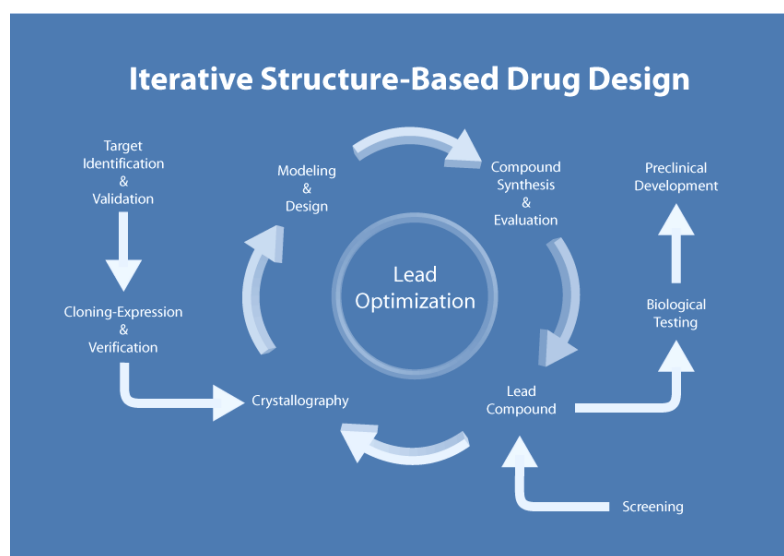 Iterative Structure-Based Drug Design
Target
Identification
&
Validation
Cloning-Expression
&
Verification
Crystallography
Modeling
&
Design
Compound
Synthesis
&
Evaluation
Lead
Optimization
Lead
Compound
Screening
Biological
Testing
Preclinical
Development